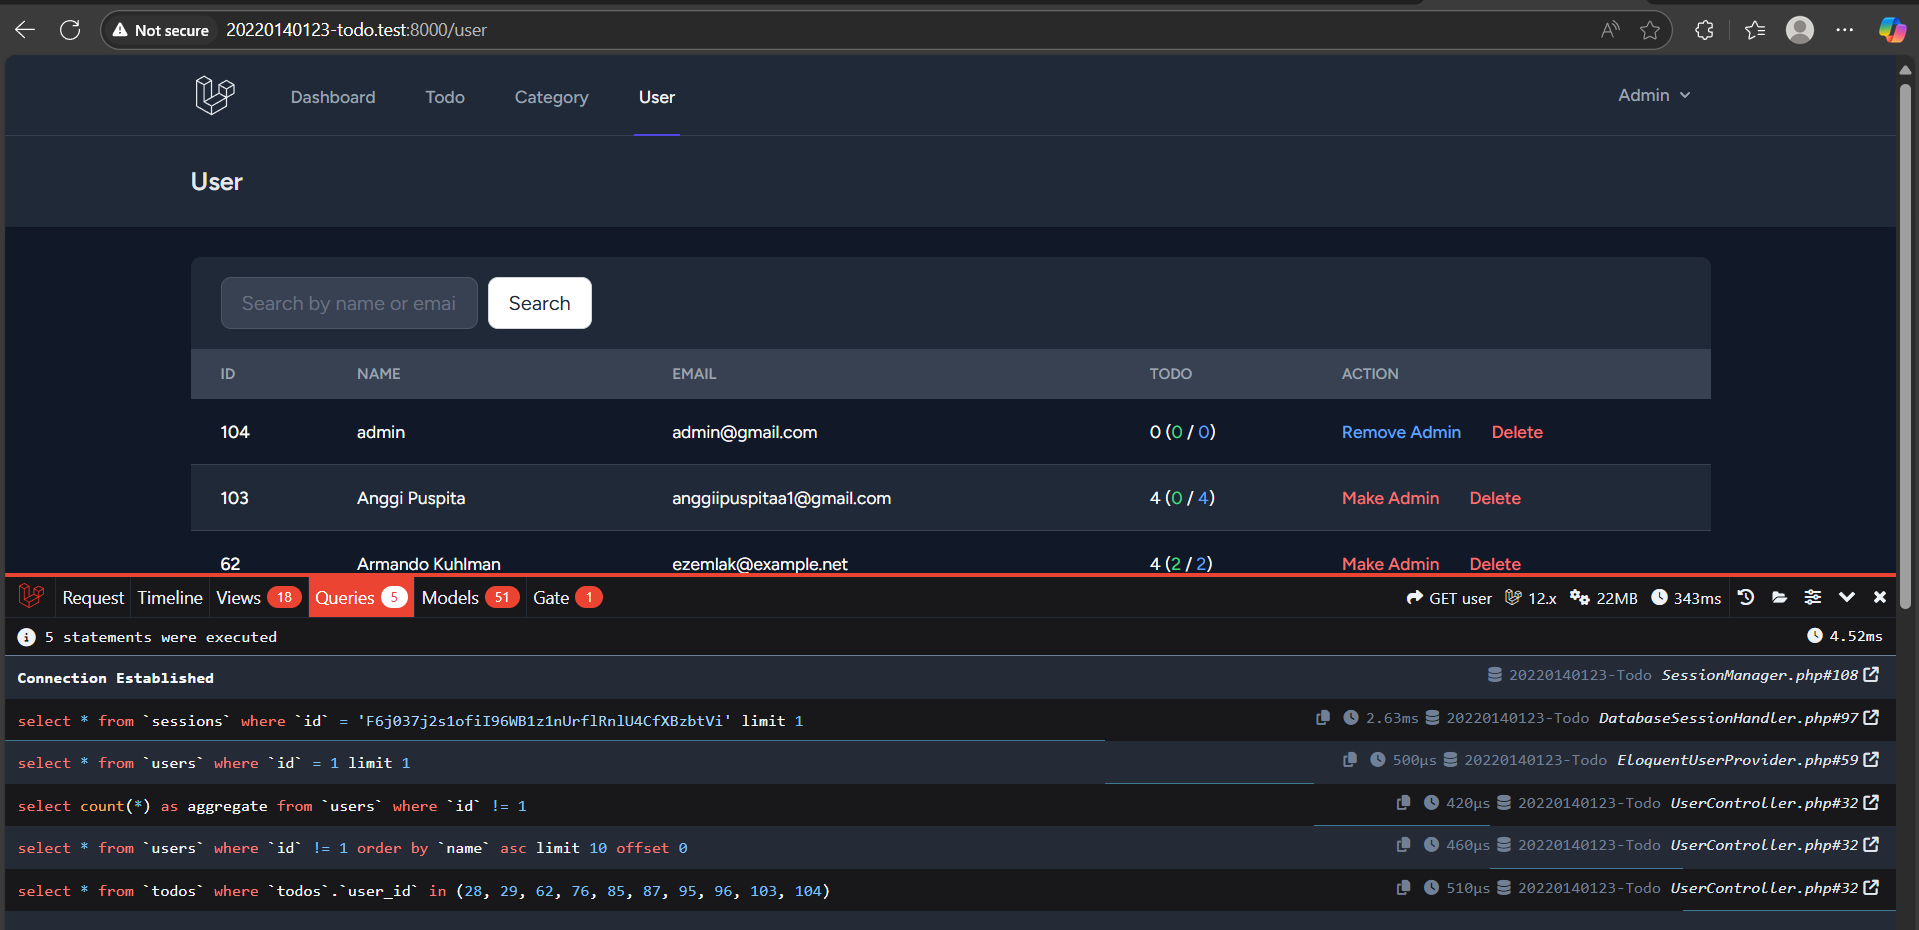 Not secure 20220140123-todo.test:8000/user
Dashboard Todo Category User Admin
User
Search by name or emai Search
ID NAME EMAIL TODO ACTION
104 admin admin@gmail.com 0 (0 / 0) Remove Admin Delete
103 Anggi Puspita anggiipuspitaa1@gmail.com 4 (0 / 4) Make Admin Delete
62 Armando Kuhlman ezemlak@example.net 4 (2 / 2) Make Admin Delete
Request Timeline Views 18 Queries 5 Models 51 Gate 1 GET user 12.x 22MB 343ms
5 statements were executed 4.52ms
Connection Established 20220140123-Todo SessionManager.php#108
select * from `sessions` where `id` = 'F6j037j2s1ofiI96WB1z1nUrflRnlU4CfXBzbtVi' limit 1 2.63ms 20220140123-Todo DatabaseSessionHandler.php#97
select * from `users` where `id` = 1 limit 1 500μs 20220140123-Todo EloquentUserProvider.php#59
select count(*) as aggregate from `users` where `id` != 1 420μs 20220140123-Todo UserController.php#32
select * from `users` where `id` != 1 order by `name` asc limit 10 offset 0 460μs 20220140123-Todo UserController.php#32
select * from `todos` where `todos`.`user_id` in (28, 29, 62, 76, 85, 87, 95, 96, 103, 104) 510μs 20220140123-Todo UserController.php#32